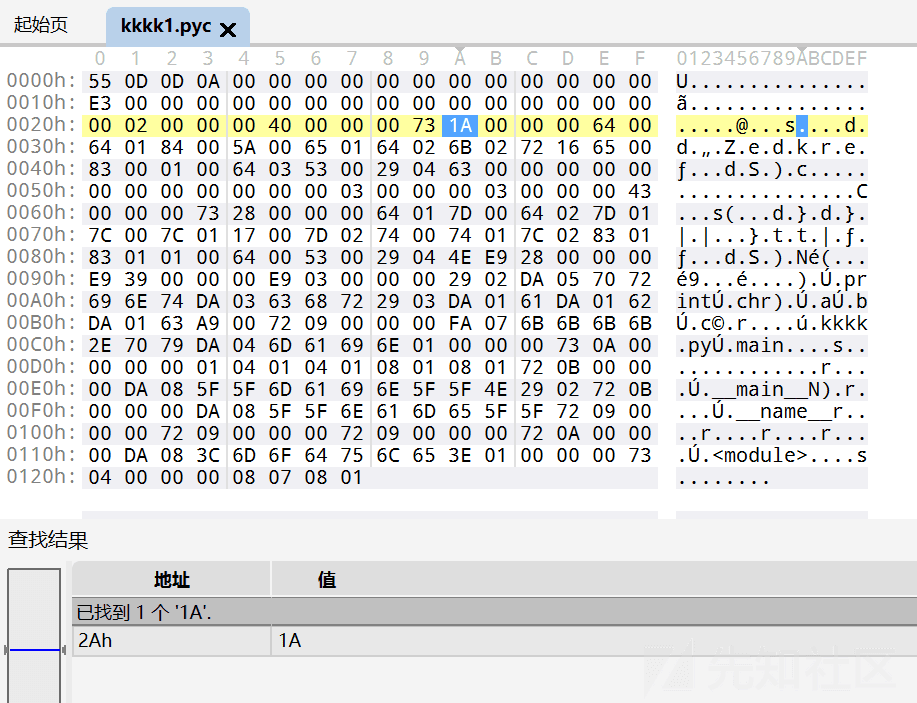 起始页 kkkk1.pyc ×
0 1 2 3 4 5 6 7 8 9 A B C D E F 0123456789ABCDEF
0000h: 55 0D 0D 0A 00 00 00 00 00 00 00 00 00 00 00 00 U...............
0010h: E3 00 00 00 00 00 00 00 00 00 00 00 00 00 00 00 ã...............
0020h: 00 02 00 00 00 40 00 00 00 73 1A 00 00 00 64 00 .....@...s....d.
0030h: 64 01 84 00 5A 00 65 01 64 02 6B 02 72 16 65 00 d.„.Z.e.d.k.r.e.
0040h: 83 00 01 00 64 03 53 00 29 04 63 00 00 00 00 00 ƒ...d.S.).c.....
0050h: 00 00 00 00 00 00 00 03 00 00 00 03 00 00 00 43 ...............C
0060h: 00 00 00 73 28 00 00 00 64 01 7D 00 64 02 7D 01 ...s(...d.}.d.}.
0070h: 7C 00 7C 01 17 00 7D 02 74 00 74 01 7C 02 83 01 |.|...}.t.t.|.ƒ.
0080h: 83 01 01 00 64 00 53 00 29 04 4E E9 28 00 00 00 ƒ...d.S.).Né(...
0090h: E9 39 00 00 00 E9 03 00 00 00 29 02 DA 05 70 72 é9...é....).Ú.pr
00A0h: 69 6E 74 DA 03 63 68 72 29 03 DA 01 61 DA 01 62 intÚ.chr).Ú.aÚ.b
00B0h: DA 01 63 A9 00 72 09 00 00 00 FA 07 6B 6B 6B 6B Ú.c©.r....ú.kkkk
00C0h: 2E 70 79 DA 04 6D 61 69 6E 01 00 00 00 73 0A 00 .pyÚ.main....s..
00D0h: 00 00 00 01 04 01 04 01 08 01 08 01 72 0B 00 00 ............r...
00E0h: 00 DA 08 5F 5F 6D 61 69 6E 5F 5F 4E 29 02 72 0B .Ú.__main__N).r.
00F0h: 00 00 00 DA 08 5F 5F 6E 61 6D 65 5F 5F 72 09 00 ...Ú.__name__r..
0100h: 00 00 72 09 00 00 00 72 09 00 00 00 72 0A 00 00 ..r....r....r...
0110h: 00 DA 08 3C 6D 6F 64 75 6C 65 3E 01 00 00 00 73 .Ú.<module>....s
0120h: 04 00 00 00 08 07 08 01 ........
查找结果
地址 值
已找到 1 个 '1A'.
2Ah 1A
先知社区